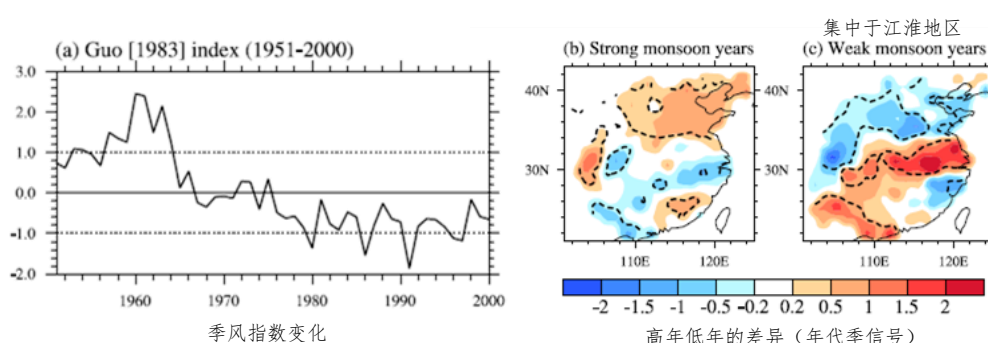 集中于江淮地区
(a) Guo [1983] index (1951-2000)
(b) Strong monsoon years
(c) Weak monsoon years
3.0
2.0
1.0
0.0
-1.0
-2.0
1960 1970 1980 1990 2000
40N
30N
110E 120E
40N
30N
110E 120E
-2 -1.5 -1 -0.5 -0.2 0.2 0.5 1 1.5 2
季风指数变化
高年低年的差异（年代季信号）